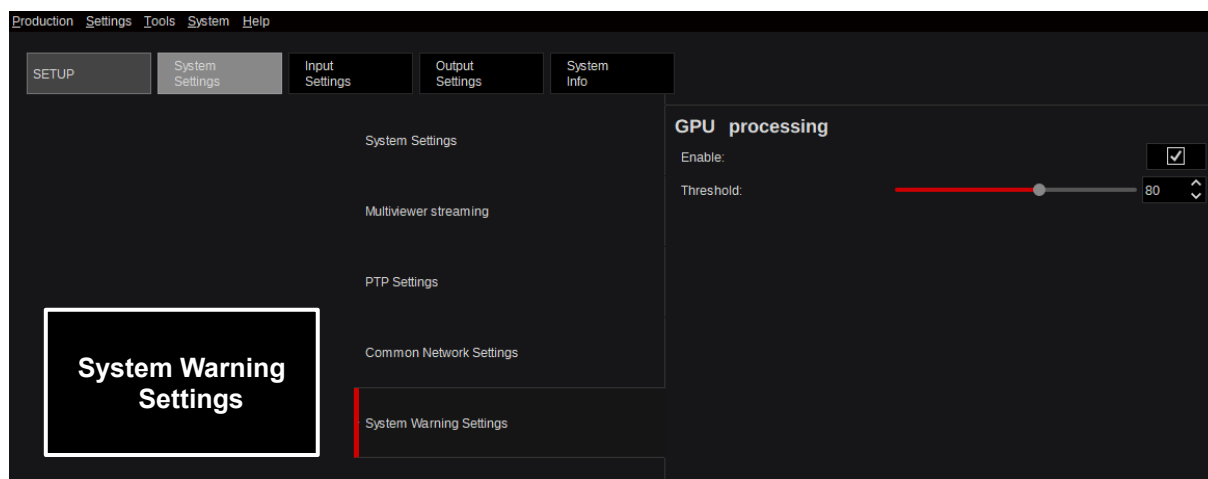 Production Settings Tools System Help
SETUP
System
Settings
Input
Settings
Output
Settings
System
Info
System Settings
Multiviewer streaming
PTP Settings
Common Network Settings
System Warning Settings
GPU processing
Enable:
Threshold: 80
System Warning
Settings